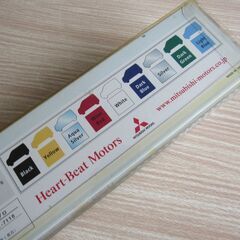 Black
Yellow
Aqua
Silver
White
Dark
Blue
Silver
Dark
Green
Light
Blue
Heart-Beat Motors
MITSUBISHI MOTORS
www.mitsubishi-motors.co.jp